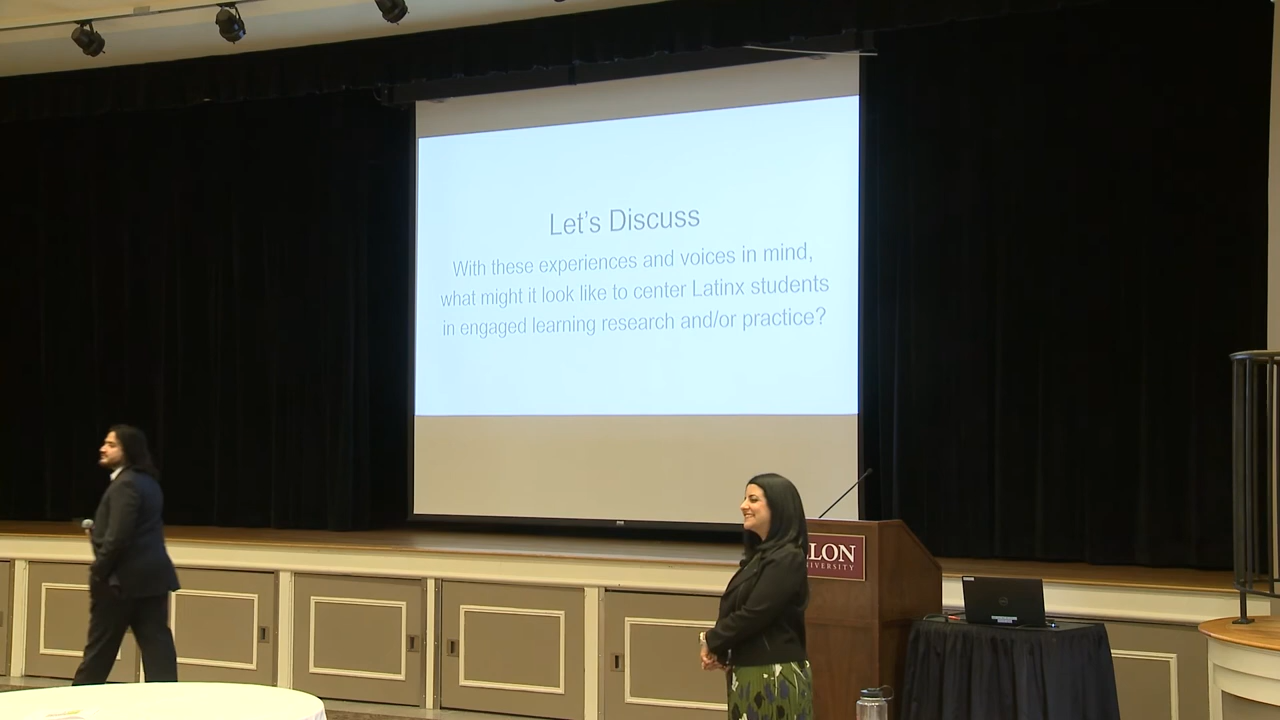 Let's Discuss
With these experiences and voices in mind,
what might it look like to center Latinx students
in engaged learning research and/or practice?
LON
IVERSITY